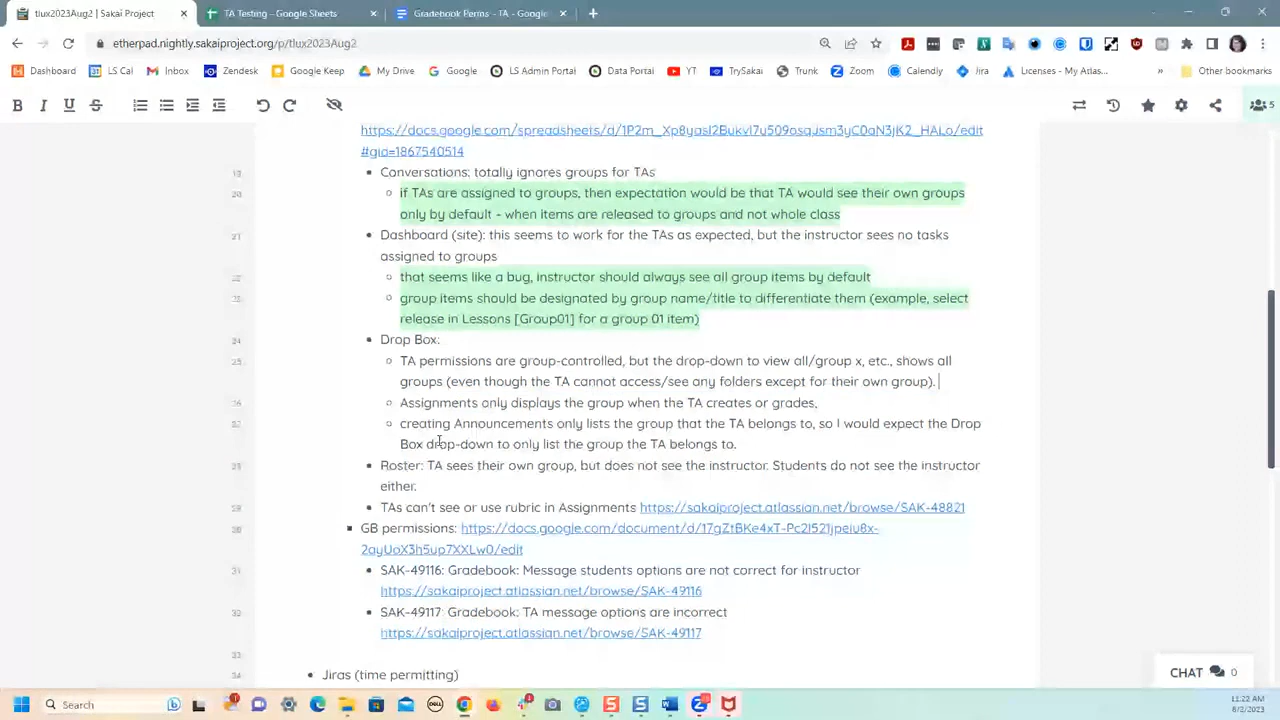 tlux2023Aug2 | Sakai Project
TA Testing - Google Sheets
Gradebook Perms - TA - Google
etherpad.nightly.sakaiproject.org/p/tlux2023Aug2
Dashboard
LS Cal
Inbox
Zendesk
Google Keep
My Drive
Google
LS Admin Portal
Data Portal
YT
TrySakai
Trunk
Zoom
Calendly
Jira
Licenses - My Atlas...
Other bookmarks
5
#gid=1867540514
Conversations: totally ignores groups for TAs
if TAs are assigned to groups, then expectation would be that TA would see their own groups
only by default - when items are released to groups and not whole class
Dashboard (site): this seems to work for the TAs as expected, but the instructor sees no tasks
assigned to groups
that seems like a bug, instructor should always see all group items by default
group items should be designated by group name/title to differentiate them (example, select
release in Lessons [Group01] for a group 01 item)
Drop Box:
TA permissions are group-controlled, but the drop-down to view all/group x, etc., shows all
groups (even though the TA cannot access/see any folders except for their own group).
Assignments only displays the group when the TA creates or grades,
creating Announcements only lists the group that the TA belongs to, so I would expect the Drop
Box drop-down to only list the group the TA belongs to.
Roster: TA sees their own group, but does not see the instructor. Students do not see the instructor
either.
TAs can't see or use rubric in Assignments https://sakaiproject.atlassian.net/browse/SAK-48821
GB permissions: https://docs.google.com/document/d/17gZtBKe4xT-Pc2I521jpeiu8x-
2ayUoX3h5up7XXLw0/edit
SAK-49116: Gradebook: Message students options are not correct for instructor
https://sakaiproject.atlassian.net/browse/SAK-49116
SAK-49117: Gradebook: TA message options are incorrect
https://sakaiproject.atlassian.net/browse/SAK-49117
Jiras (time permitting)
CHAT 0
Search
11:22 AM
8/2/2023